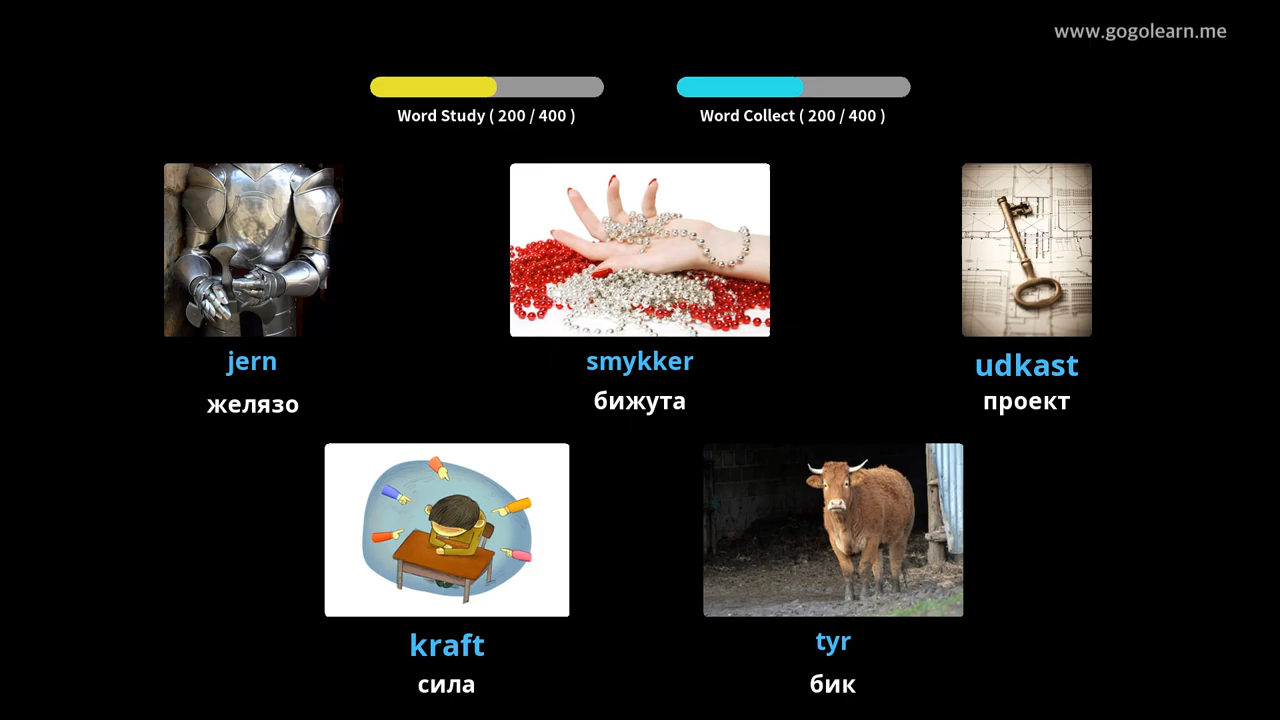 www.gogolearn.me
Word Study ( 200 / 400 )
Word Collect ( 200 / 400 )
jern
желязо
smykker
бижута
udkast
проект
kraft
сила
tyr
бик